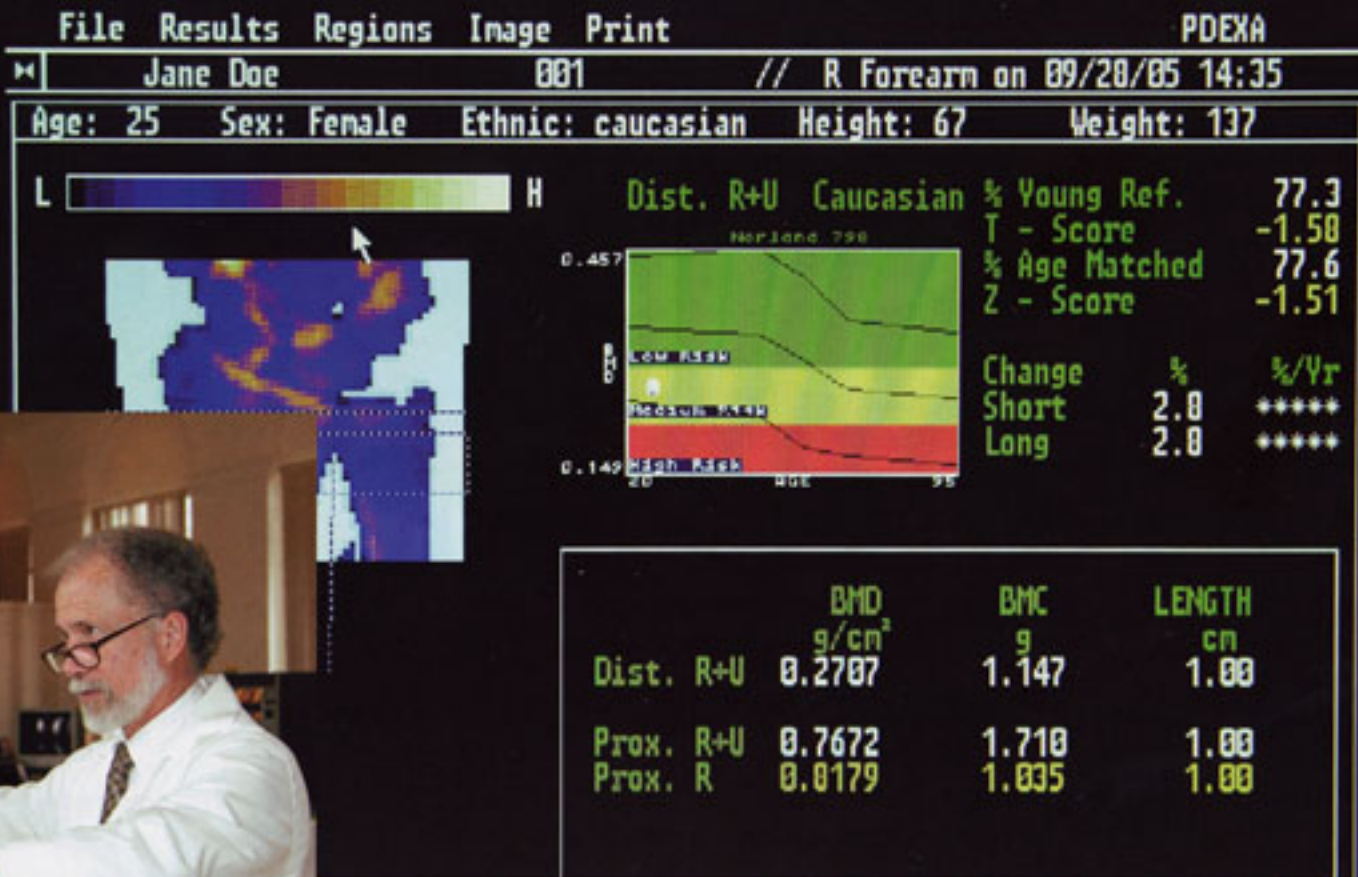 File Results Regions Image Print PDEXA
Jane Doe 001 // R Forearm on 09/28/05 14:35
Age: 25 Sex: Female Ethnic: caucasian Height: 67 Weight: 137
L H
Dist. R+U Caucasian
Norland 790
0.457
BMD
Low Risk
Medium Risk
High Risk
0.149
20 AGE 95
% Young Ref. 77.3
T - Score -1.50
% Age Matched 77.6
Z - Score -1.51
Change % %/Yr
Short 2.0 *****
Long 2.0 *****
BMD BMC LENGTH
g/cm² g cm
Dist. R+U 0.2707 1.147 1.00
Prox. R+U 0.7672 1.710 1.00
Prox. R 0.8179 1.035 1.00